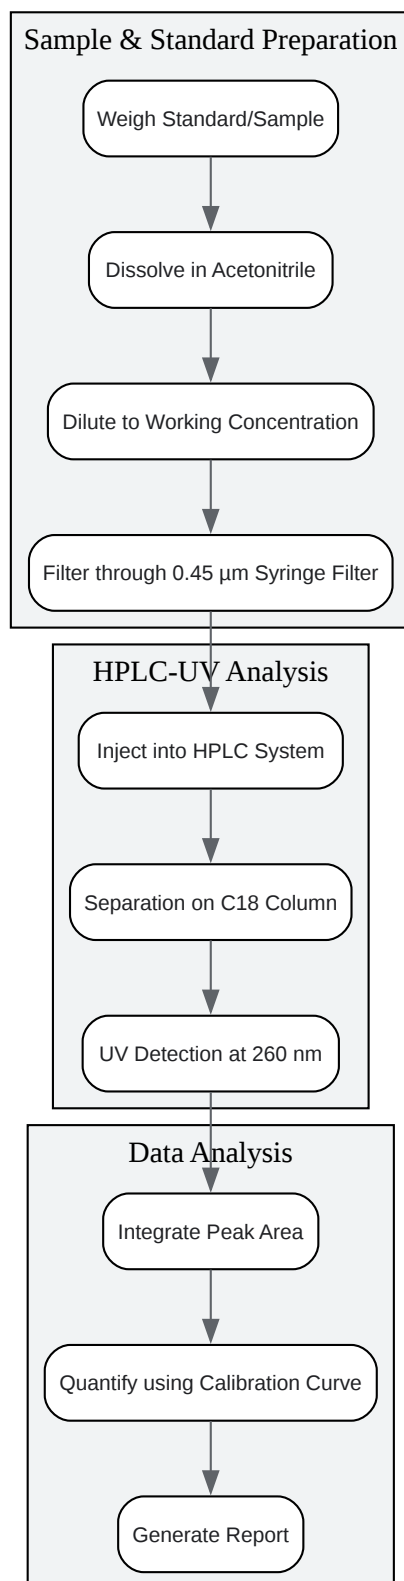 Sample & Standard Preparation
Weigh Standard/Sample
Dissolve in Acetonitrile
Dilute to Working Concentration
Filter through 0.45 µm Syringe Filter
HPLC-UV Analysis
Inject into HPLC System
Separation on C18 Column
UV Detection at 260 nm
Data Analysis
Integrate Peak Area
Quantify using Calibration Curve
Generate Report